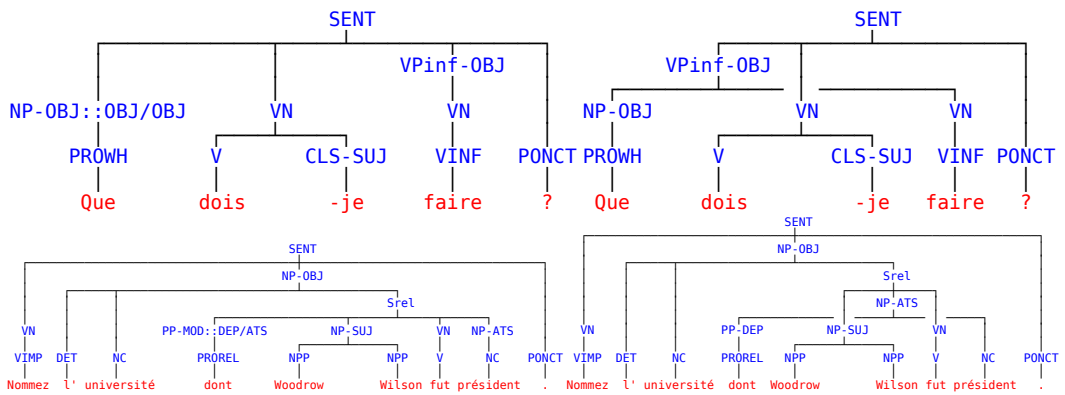 SENT SENT
VPinf-OBJ VPinf-OBJ
NP-OBJ::OBJ/OBJ VN VN NP-OBJ VN VN
PROWH V CLS-SUJ VINF PONCT PROWH V CLS-SUJ VINF PONCT
Que dois -je faire ? Que dois -je faire ?
SENT
NP-OBJ
Srel
VN PP-MOD::DEP/ATS NP-SUJ VN NP-ATS
VIMP DET NC PROREL NPP NPP V NC PONCT
Nommez l' université dont Woodrow Wilson fut président .
SENT
NP-OBJ
Srel
NP-ATS
VN PP-DEP NP-SUJ VN
VIMP DET NC PROREL NPP NPP V NC PONCT
Nommez l' université dont Woodrow Wilson fut président .